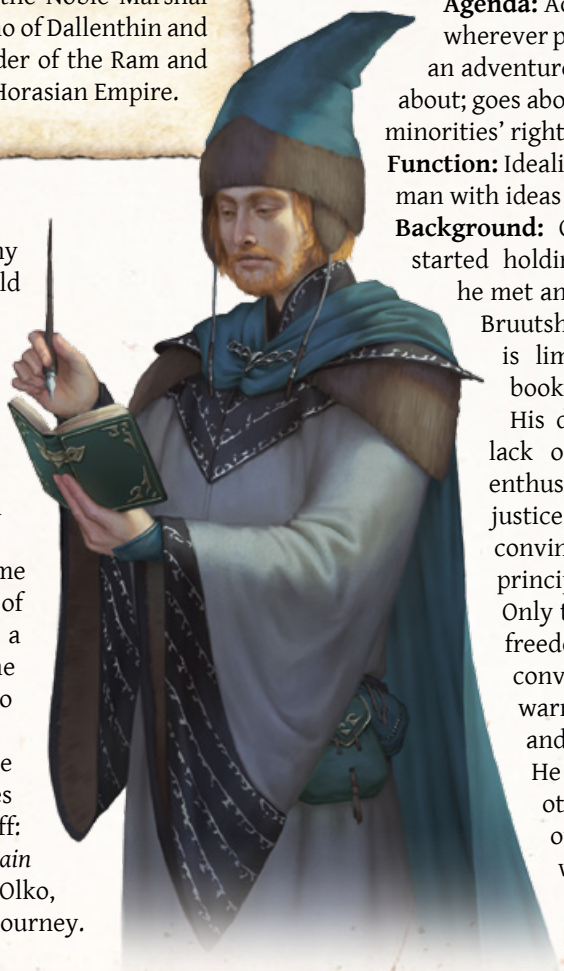 the Noble Marshal
of Dallenthin and
der of the Ram and
Horasian Empire.
ny
ld
me
of
a
ne
o
e
es
ff:
ain
Olko,
ourney.
Agenda: Ac
wherever p
an adventure
about; goes abo
minorities’ right
Function: Ideali
man with ideas
Background:
started holdin
he met an
Bruutsh
is lim
book
His d
lack o
enthus
justice
convin
princip
Only t
freedo
conv
warr
and
He
ot
o
w